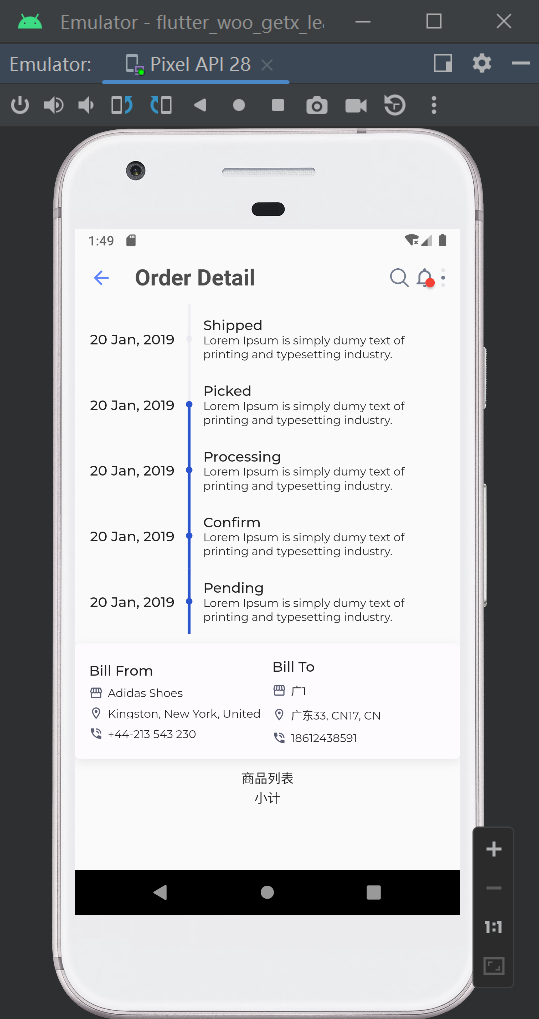 Emulator - flutter_woo_getx_le
Emulator: Pixel API 28
1:49
Order Detail
20 Jan, 2019
Shipped
Lorem Ipsum is simply dumy text of
printing and typesetting industry.
20 Jan, 2019
Picked
Lorem Ipsum is simply dumy text of
printing and typesetting industry.
20 Jan, 2019
Processing
Lorem Ipsum is simply dumy text of
printing and typesetting industry.
20 Jan, 2019
Confirm
Lorem Ipsum is simply dumy text of
printing and typesetting industry.
20 Jan, 2019
Pending
Lorem Ipsum is simply dumy text of
printing and typesetting industry.
Bill From
Adidas Shoes
Kingston, New York, United
+44-213 543 230
Bill To
广1
广东33, CN17, CN
18612438591
商品列表
小计
1:1